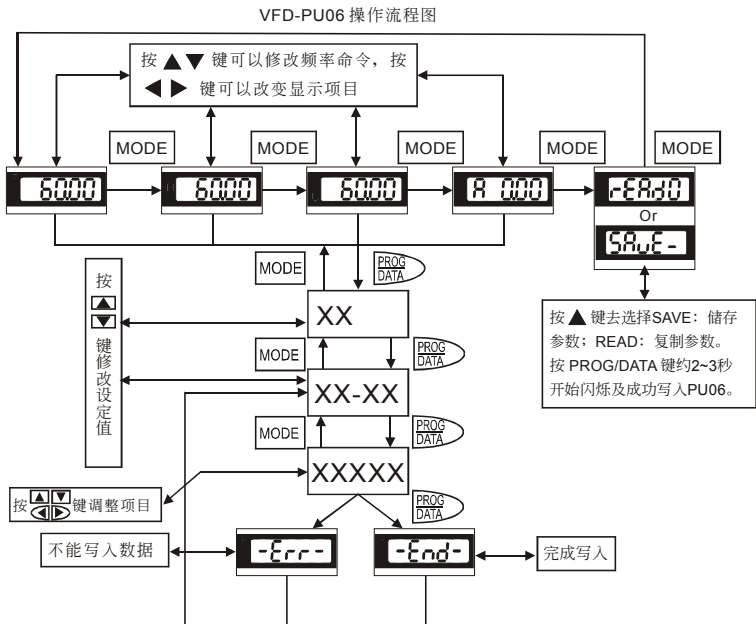 VFD-PU06 操作流程图
按 ▲ ▼ 键可以修改频率命令，按
◀ ▶ 键可以改变显示项目
MODE
MODE
MODE
MODE
MODE
60.00
H 60.00
U 60.00
A 0.00
rEAd0
Or
SAvE-
MODE
PROG
DATA
按
▲
▼
键修改设定值
XX
按 ▲ 键去选择SAVE：储存
参数；READ：复制参数。
按 PROG/DATA 键约2~3秒
开始闪烁及成功写入PU06。
MODE
PROG
DATA
XX-XX
MODE
PROG
DATA
XXXXX
按 ▲ ▼ ◀ ▶ 键调整项目
PROG
DATA
不能写入数据
-Err-
-End-
完成写入